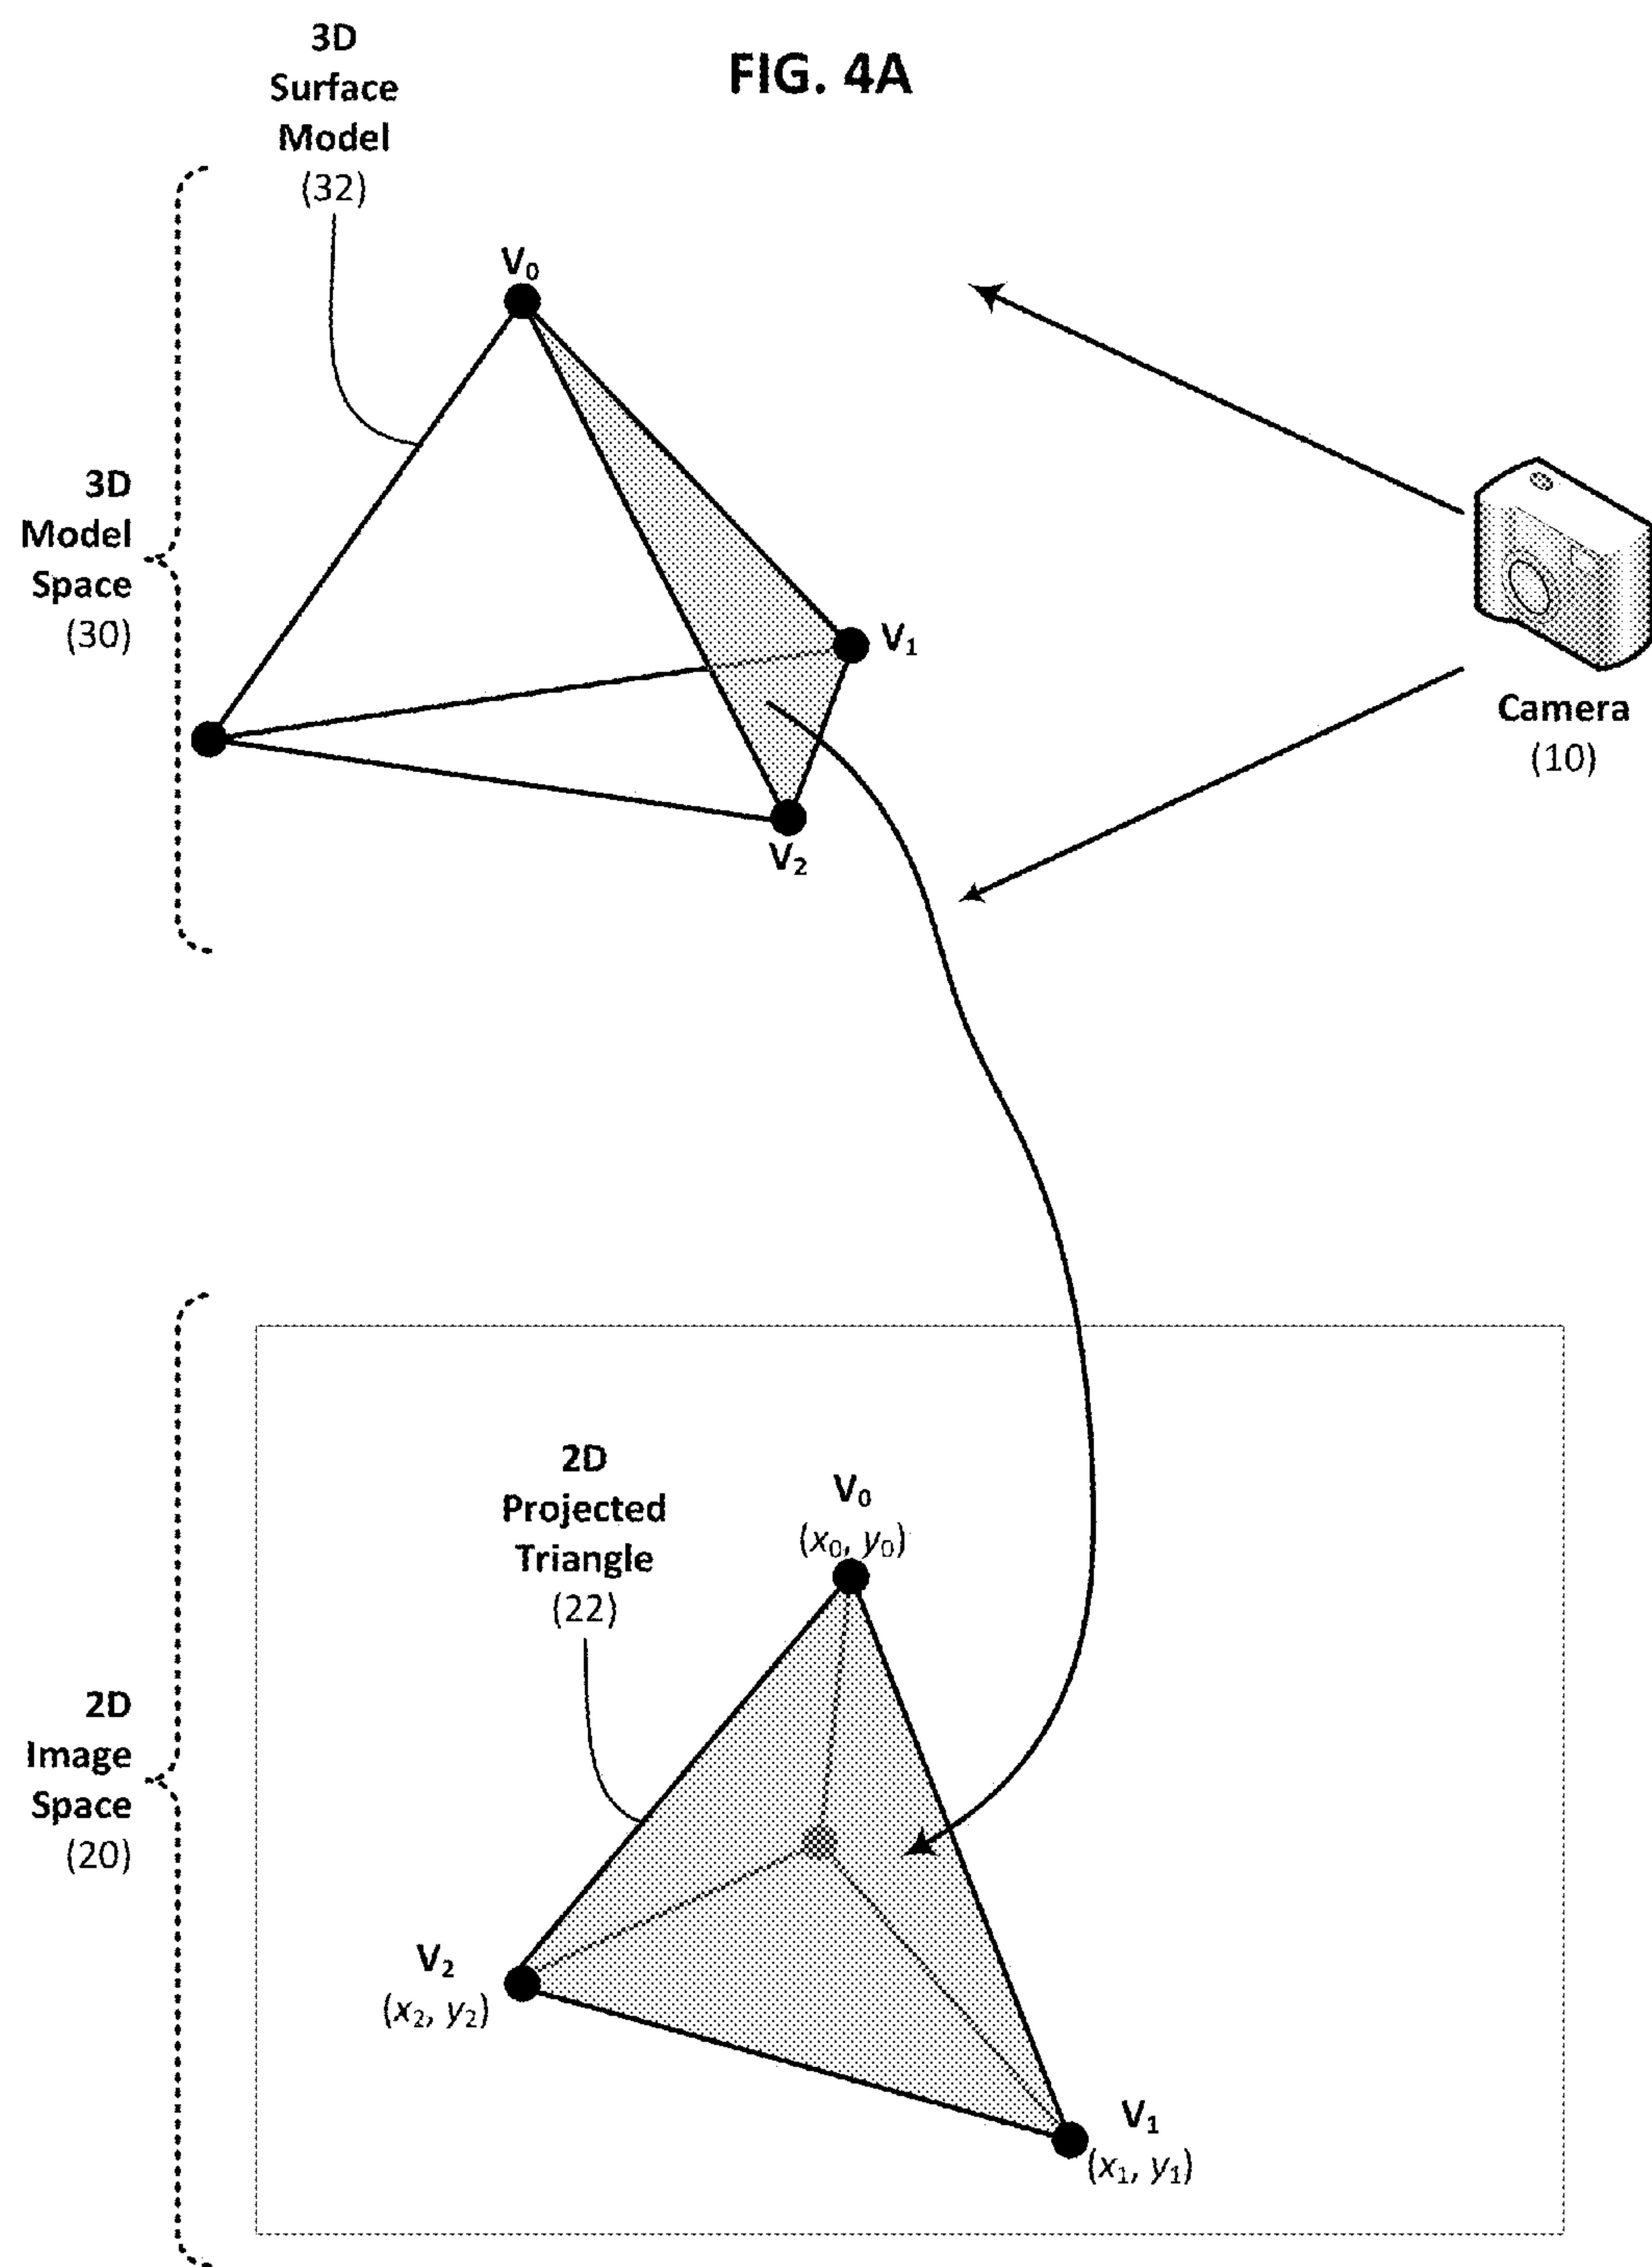 FIG. 4A
3D
Surface
Model
(32)
V₀
3D
Model
Space
(30)
V₁
V₂
Camera
(10)
2D
Projected
Triangle
(22)
V₀
(x₀, y₀)
2D
Image
Space
(20)
V₂
(x₂, y₂)
V₁
(x₁, y₁)